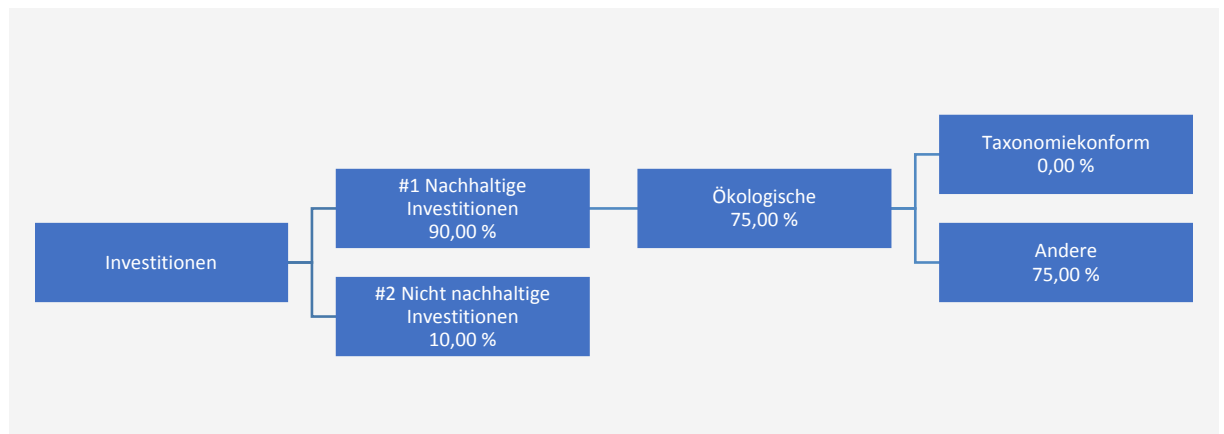 Investitionen
#1 Nachhaltige
Investitionen
90,00 %
#2 Nicht nachhaltige
Investitionen
10,00 %
Ökologische
75,00 %
Taxonomiekonform
0,00 %
Andere
75,00 %